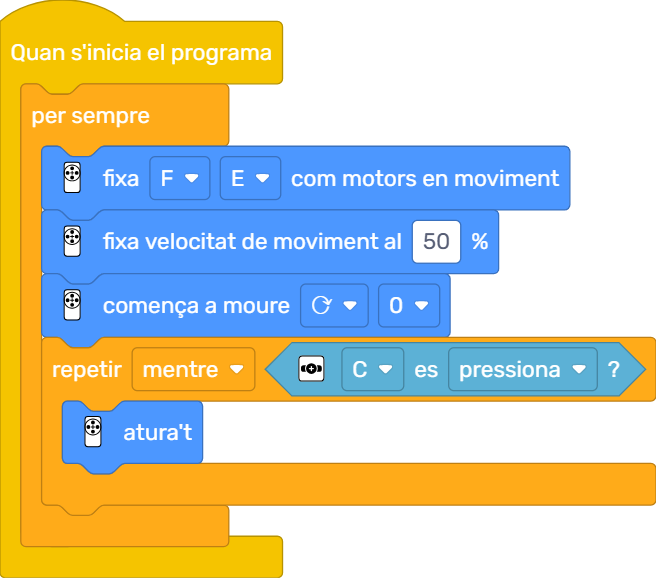 Quan s'inicia el programa
per sempre
fixa F E com motors en moviment
fixa velocitat de moviment al 50 %
comença a moure 0
repetir mentre C es pressiona ?
atura't